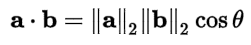 𝐚 ⋅ 𝐛 = ‖𝐚‖₂‖𝐛‖₂ cos θ